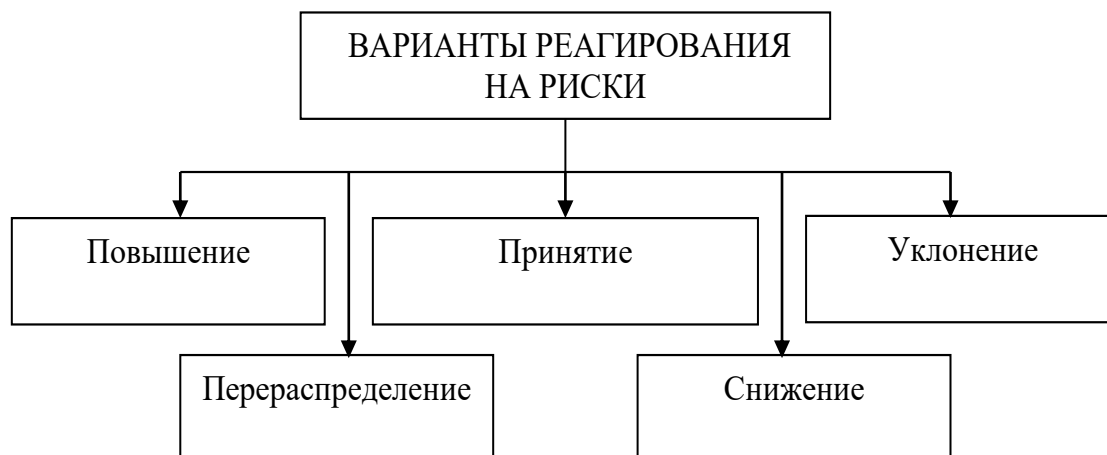 ВАРИАНТЫ РЕАГИРОВАНИЯ
НА РИСКИ
Повышение
Принятие
Уклонение
Перераспределение
Снижение